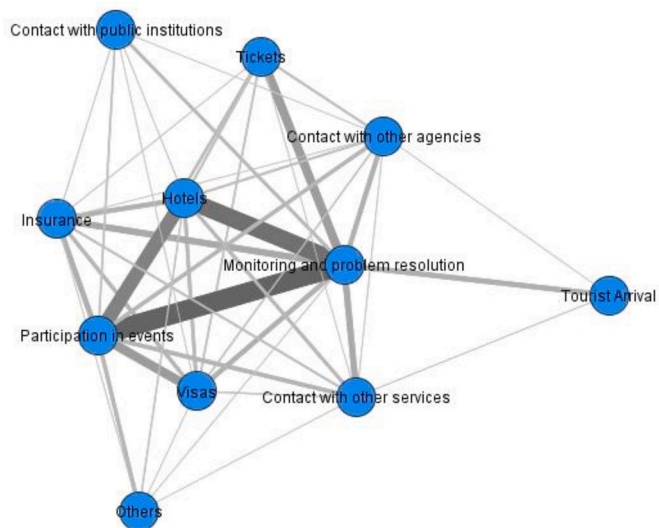 Contact with public institutions
Tickets
Contact with other agencies
Hotels
Insurance
Monitoring and problem resolution
Tourist Arrival
Participation in events
Visas
Contact with other services
Others